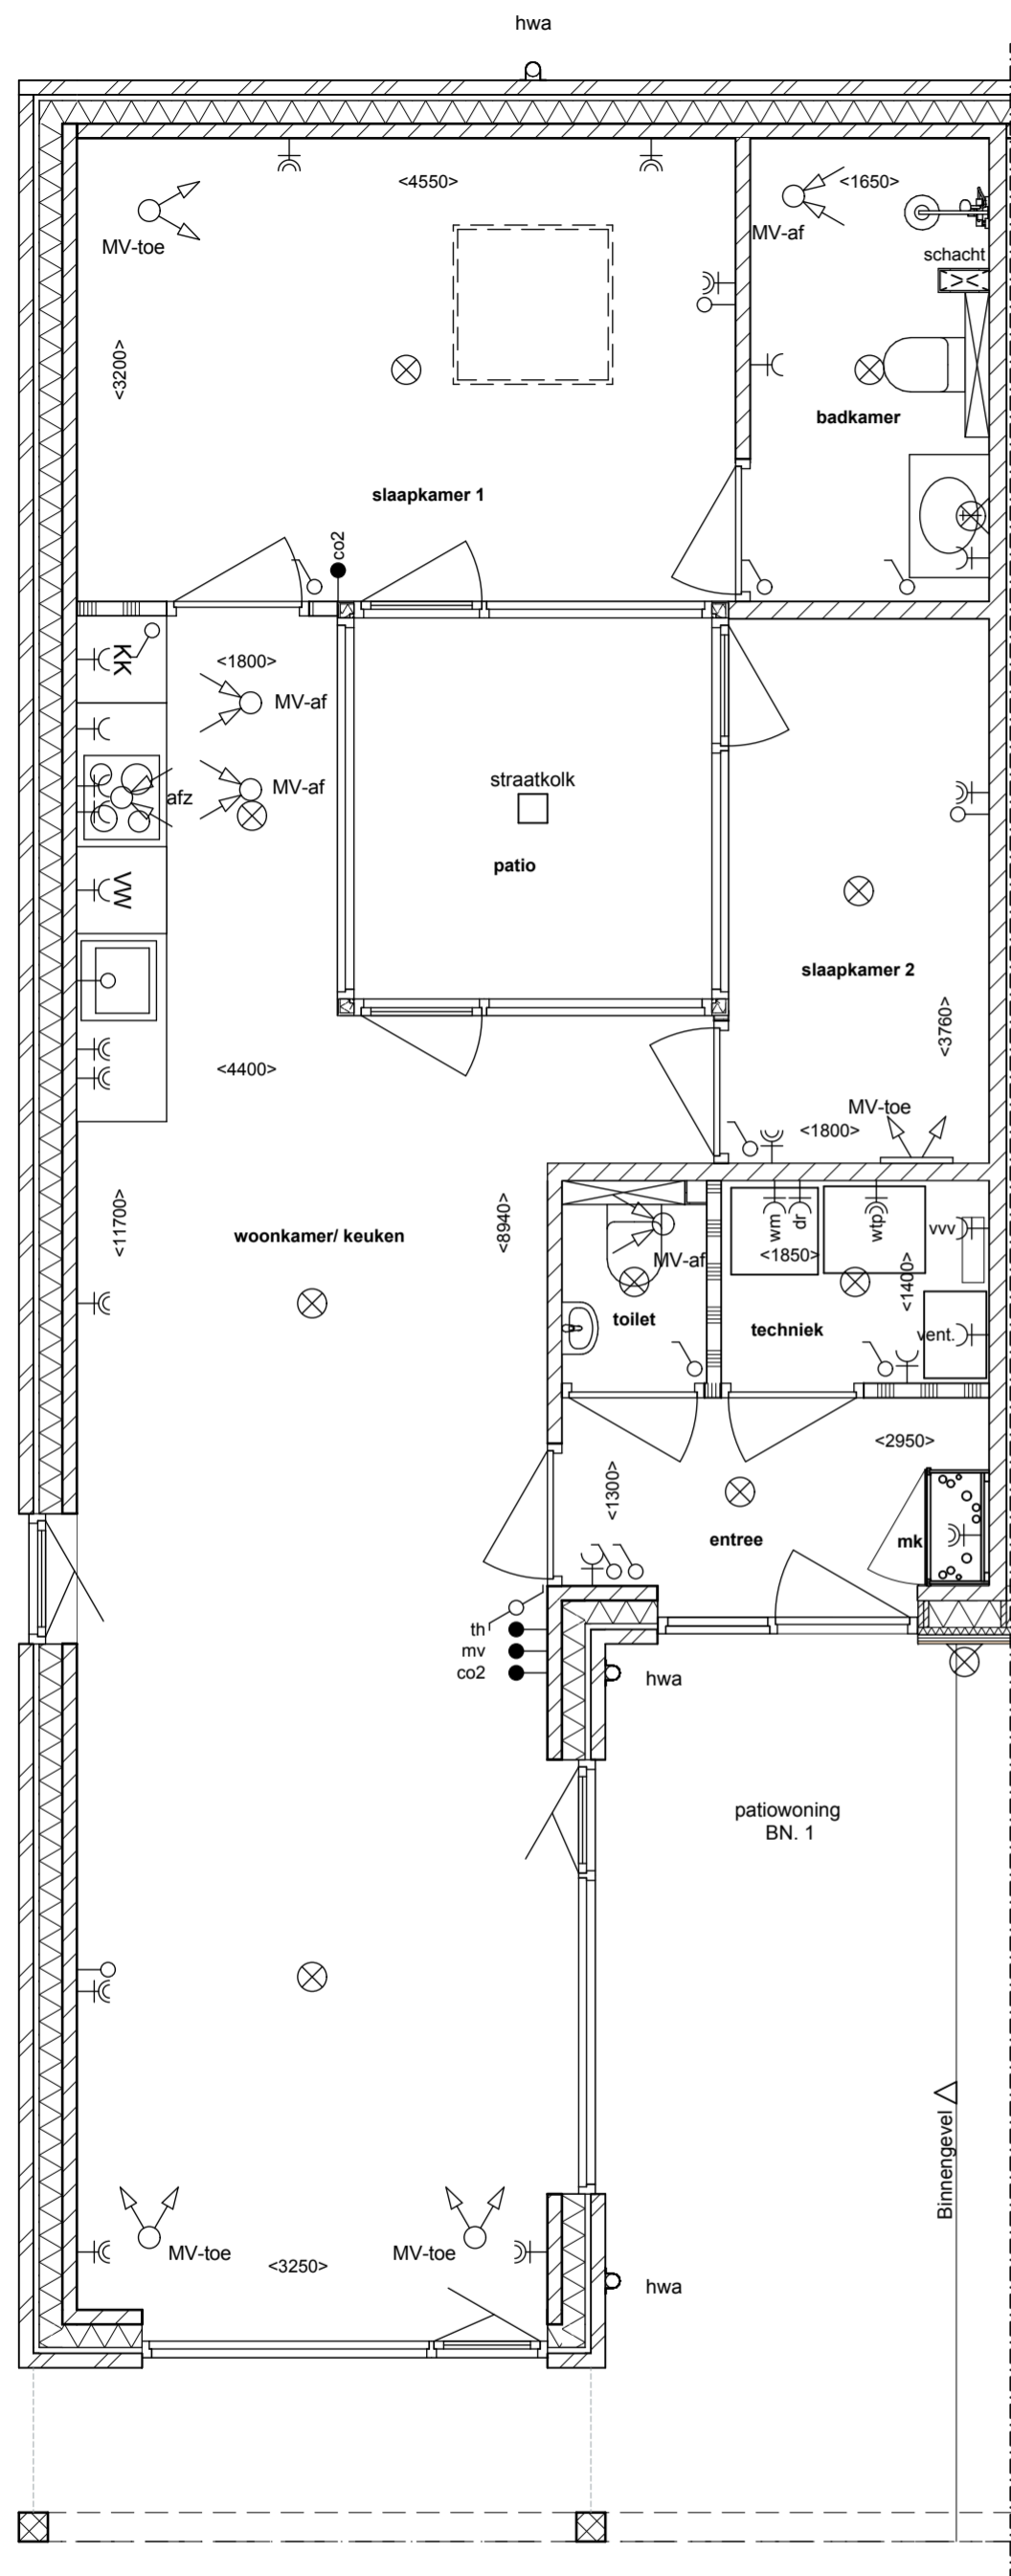 hwa
<4550>
<1650>
MV-toe
MV-af
schacht
<3200>
badkamer
slaapkamer 1
co2
KK
<1800>
MV-af
afz
MV-af
straatkolk
patio
VW
slaapkamer 2
<3760>
<4400>
MV-toe
<1800>
<11700>
<8940>
woonkamer/ keuken
wm
dr
wtp
vvv
MV-af
<1850>
<1400>
toilet
techniek
vent.
<2950>
<1300>
entree
mk
th
mv
co2
hwa
patiowoning
BN. 1
Binnengevel
MV-toe
<3250>
MV-toe
hwa